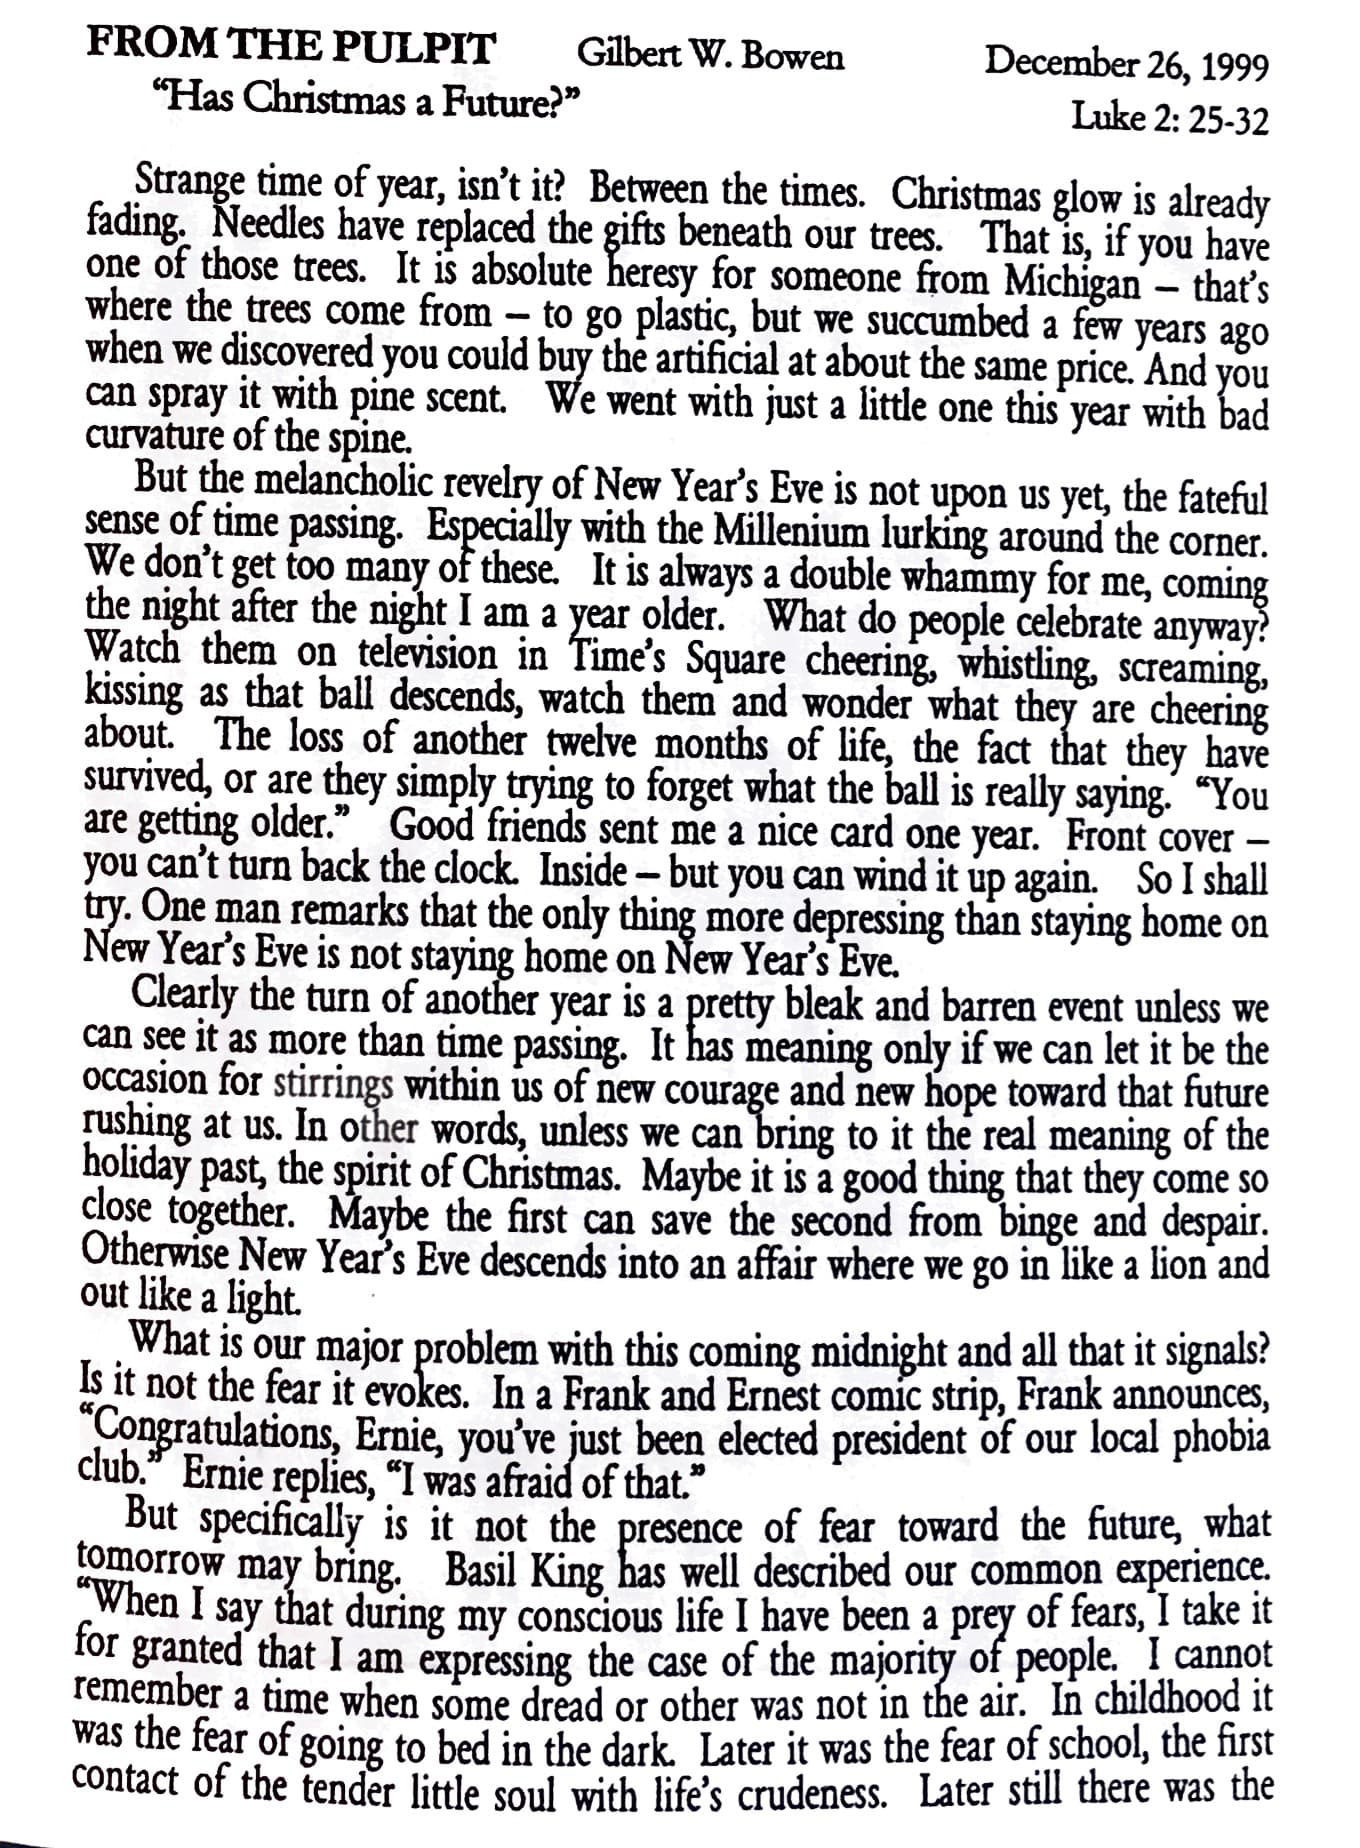 FROM THE PULPIT Gilbert W. Bowen December 26, 1999
“Has Christmas a Future?” Luke 2: 25-32
Strange time of year, isn’t it? Between the times. Christmas glow is already
fading. Needles have replaced the gifts beneath our trees. That is, if you have
one of those trees. It is absolute heresy for someone from Michigan – that’s
where the trees come from – to go plastic, but we succumbed a few years ago
when we discovered you could buy the artificial at about the same price. And you
can spray it with pine scent. We went with just a little one this year with bad
curvature of the spine.
But the melancholic revelry of New Year’s Eve is not upon us yet, the fateful
sense of time passing. Especially with the Millenium lurking around the corner.
We don’t get too many of these. It is always a double whammy for me, coming
the night after the night I am a year older. What do people celebrate anyway?
Watch them on television in Time’s Square cheering, whistling, screaming,
kissing as that ball descends, watch them and wonder what they are cheering
about. The loss of another twelve months of life, the fact that they have
survived, or are they simply trying to forget what the ball is really saying. “You
are getting older.” Good friends sent me a nice card one year. Front cover –
you can’t turn back the clock. Inside – but you can wind it up again. So I shall
try. One man remarks that the only thing more depressing than staying home on
New Year’s Eve is not staying home on New Year’s Eve.
Clearly the turn of another year is a pretty bleak and barren event unless we
can see it as more than time passing. It has meaning only if we can let it be the
occasion for stirrings within us of new courage and new hope toward that future
rushing at us. In other words, unless we can bring to it the real meaning of the
holiday past, the spirit of Christmas. Maybe it is a good thing that they come so
close together. Maybe the first can save the second from binge and despair.
Otherwise New Year’s Eve descends into an affair where we go in like a lion and
out like a light.
What is our major problem with this coming midnight and all that it signals?
Is it not the fear it evokes. In a Frank and Ernest comic strip, Frank announces,
“Congratulations, Ernie, you’ve just been elected president of our local phobia
club.” Ernie replies, “I was afraid of that.”
But specifically is it not the presence of fear toward the future, what
tomorrow may bring. Basil King has well described our common experience.
“When I say that during my conscious life I have been a prey of fears, I take it
for granted that I am expressing the case of the majority of people. I cannot
remember a time when some dread or other was not in the air. In childhood it
was the fear of going to bed in the dark. Later it was the fear of school, the first
contact of the tender little soul with life’s crudeness. Later still there was the